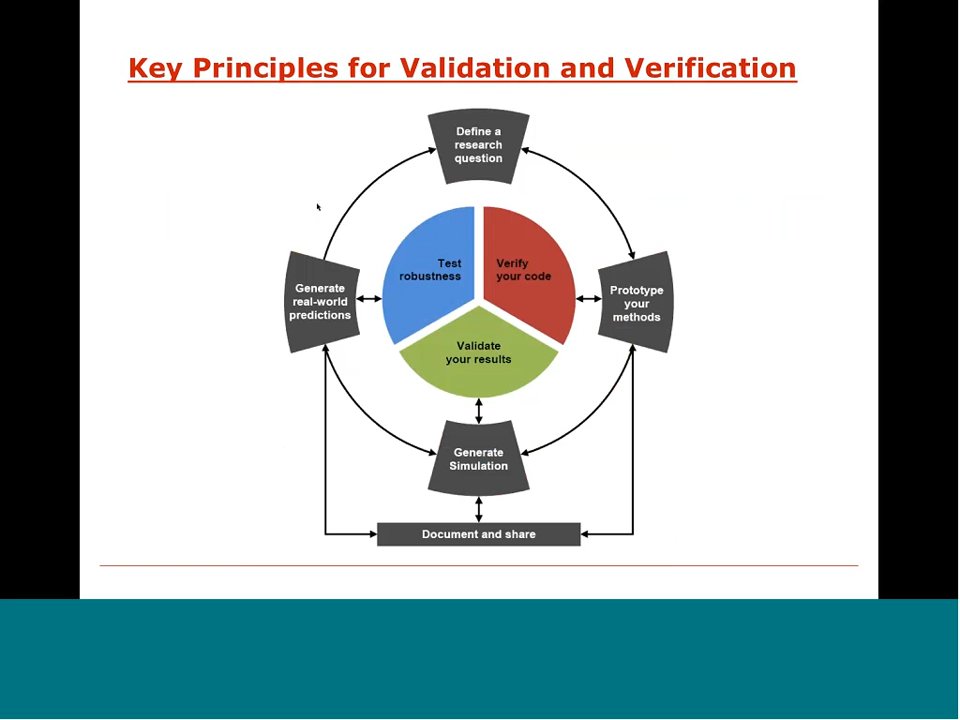 Key Principles for Validation and Verification
Define a
research
question
Test
robustness
Verify
your code
Generate
real-world
predictions
Prototype
your
methods
Validate
your results
Generate
Simulation
Document and share